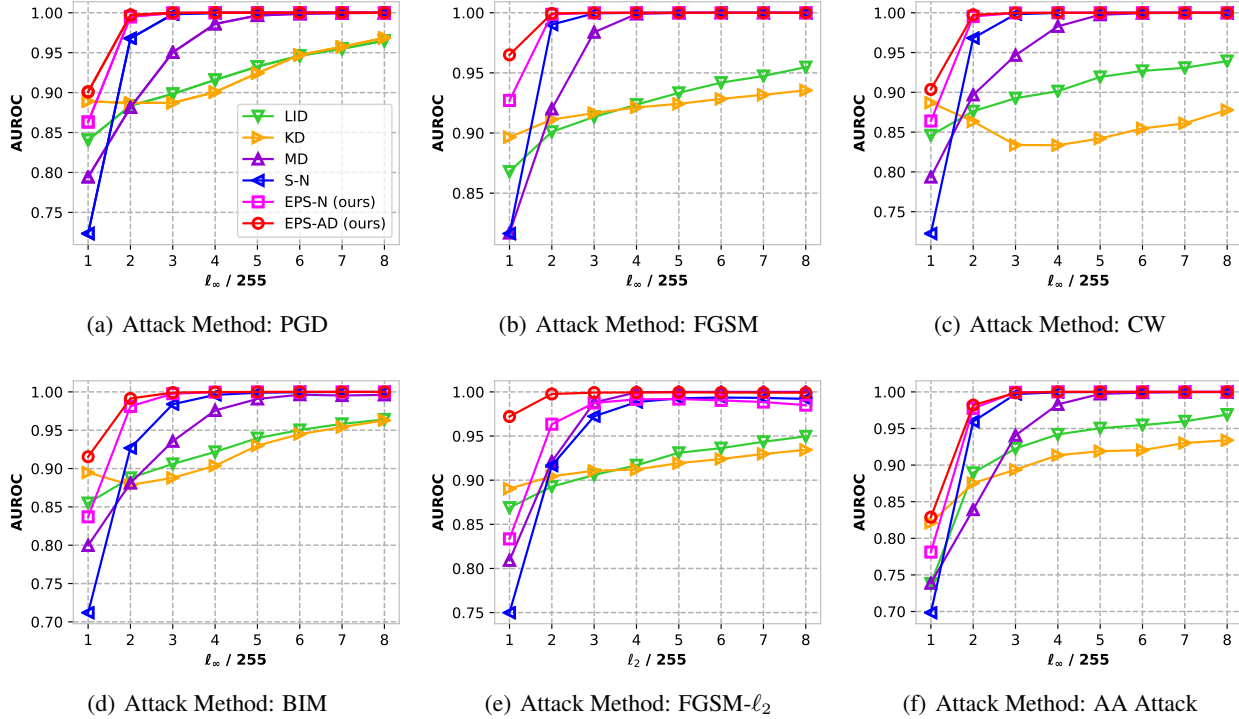 1.00
0.95
0.90
0.85
0.80
0.75
AUROC
LID
KD
MD
S-N
EPS-N (ours)
EPS-AD (ours)
1 2 3 4 5 6 7 8
ℓ∞ / 255
(a) Attack Method: PGD
1.00
0.95
0.90
0.85
AUROC
1 2 3 4 5 6 7 8
ℓ∞ / 255
(b) Attack Method: FGSM
1.00
0.95
0.90
0.85
0.80
0.75
AUROC
1 2 3 4 5 6 7 8
ℓ∞ / 255
(c) Attack Method: CW
1.00
0.95
0.90
0.85
0.80
0.75
0.70
AUROC
1 2 3 4 5 6 7 8
ℓ∞ / 255
(d) Attack Method: BIM
1.00
0.95
0.90
0.85
0.80
0.75
AUROC
1 2 3 4 5 6 7 8
ℓ2 / 255
(e) Attack Method: FGSM-ℓ2
1.00
0.95
0.90
0.85
0.80
0.75
0.70
AUROC
1 2 3 4 5 6 7 8
ℓ∞ / 255
(f) Attack Method: AA Attack